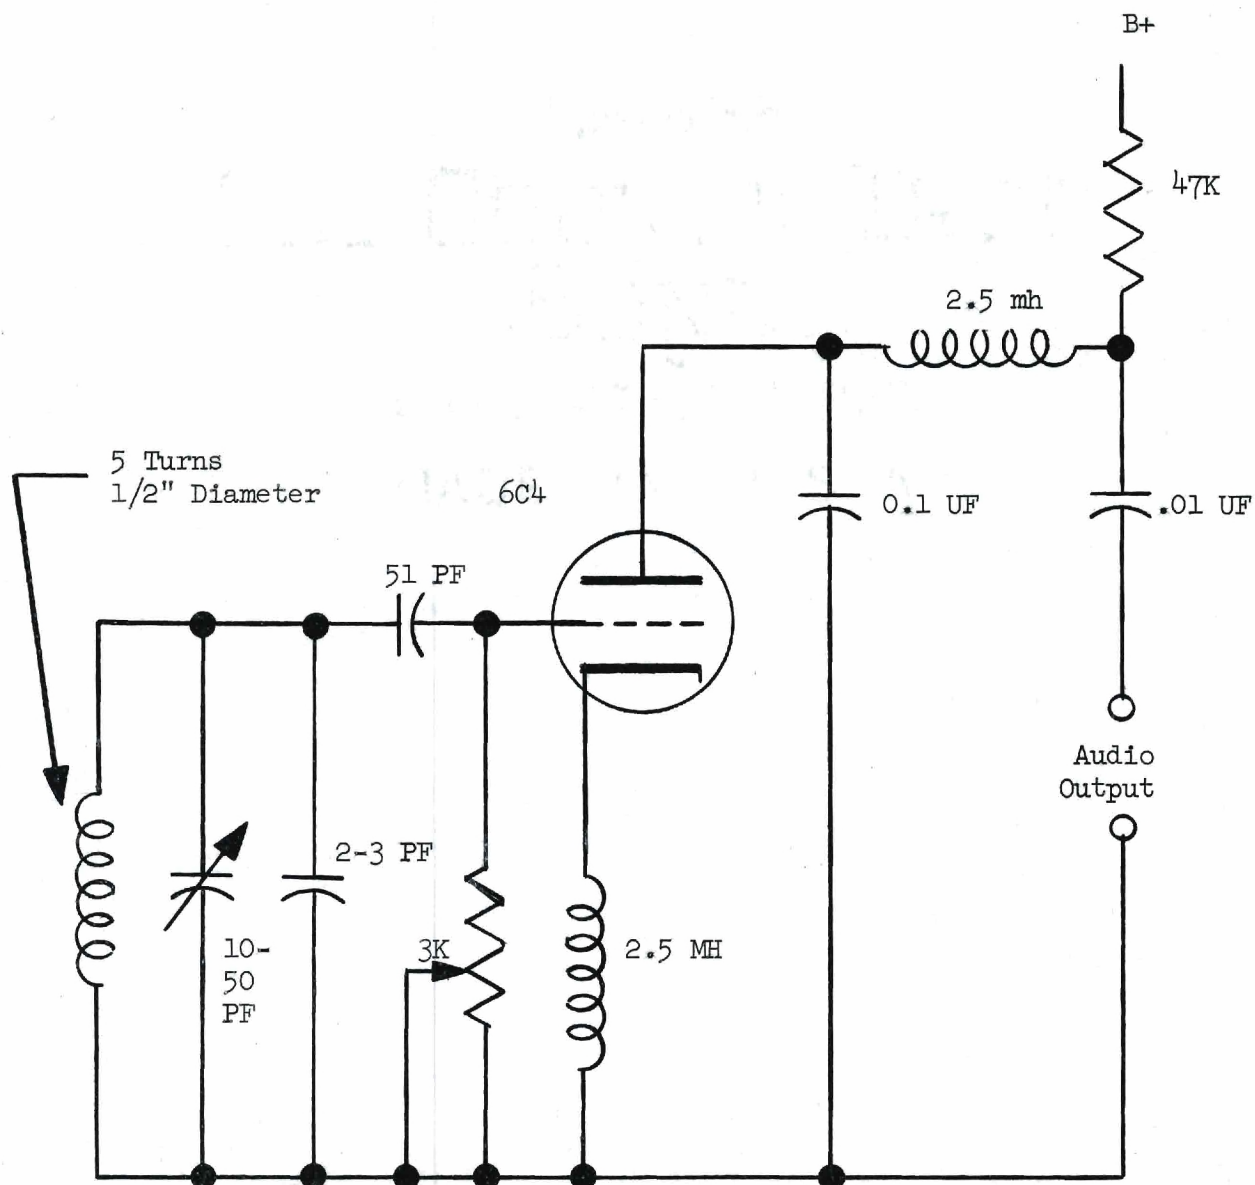 B+
47K
2.5 mh
5 Turns
1/2" Diameter
6C4
0.1 UF
.01 UF
51 PF
Audio
Output
2-3 PF
10-
50
PF
3K
2.5 MH